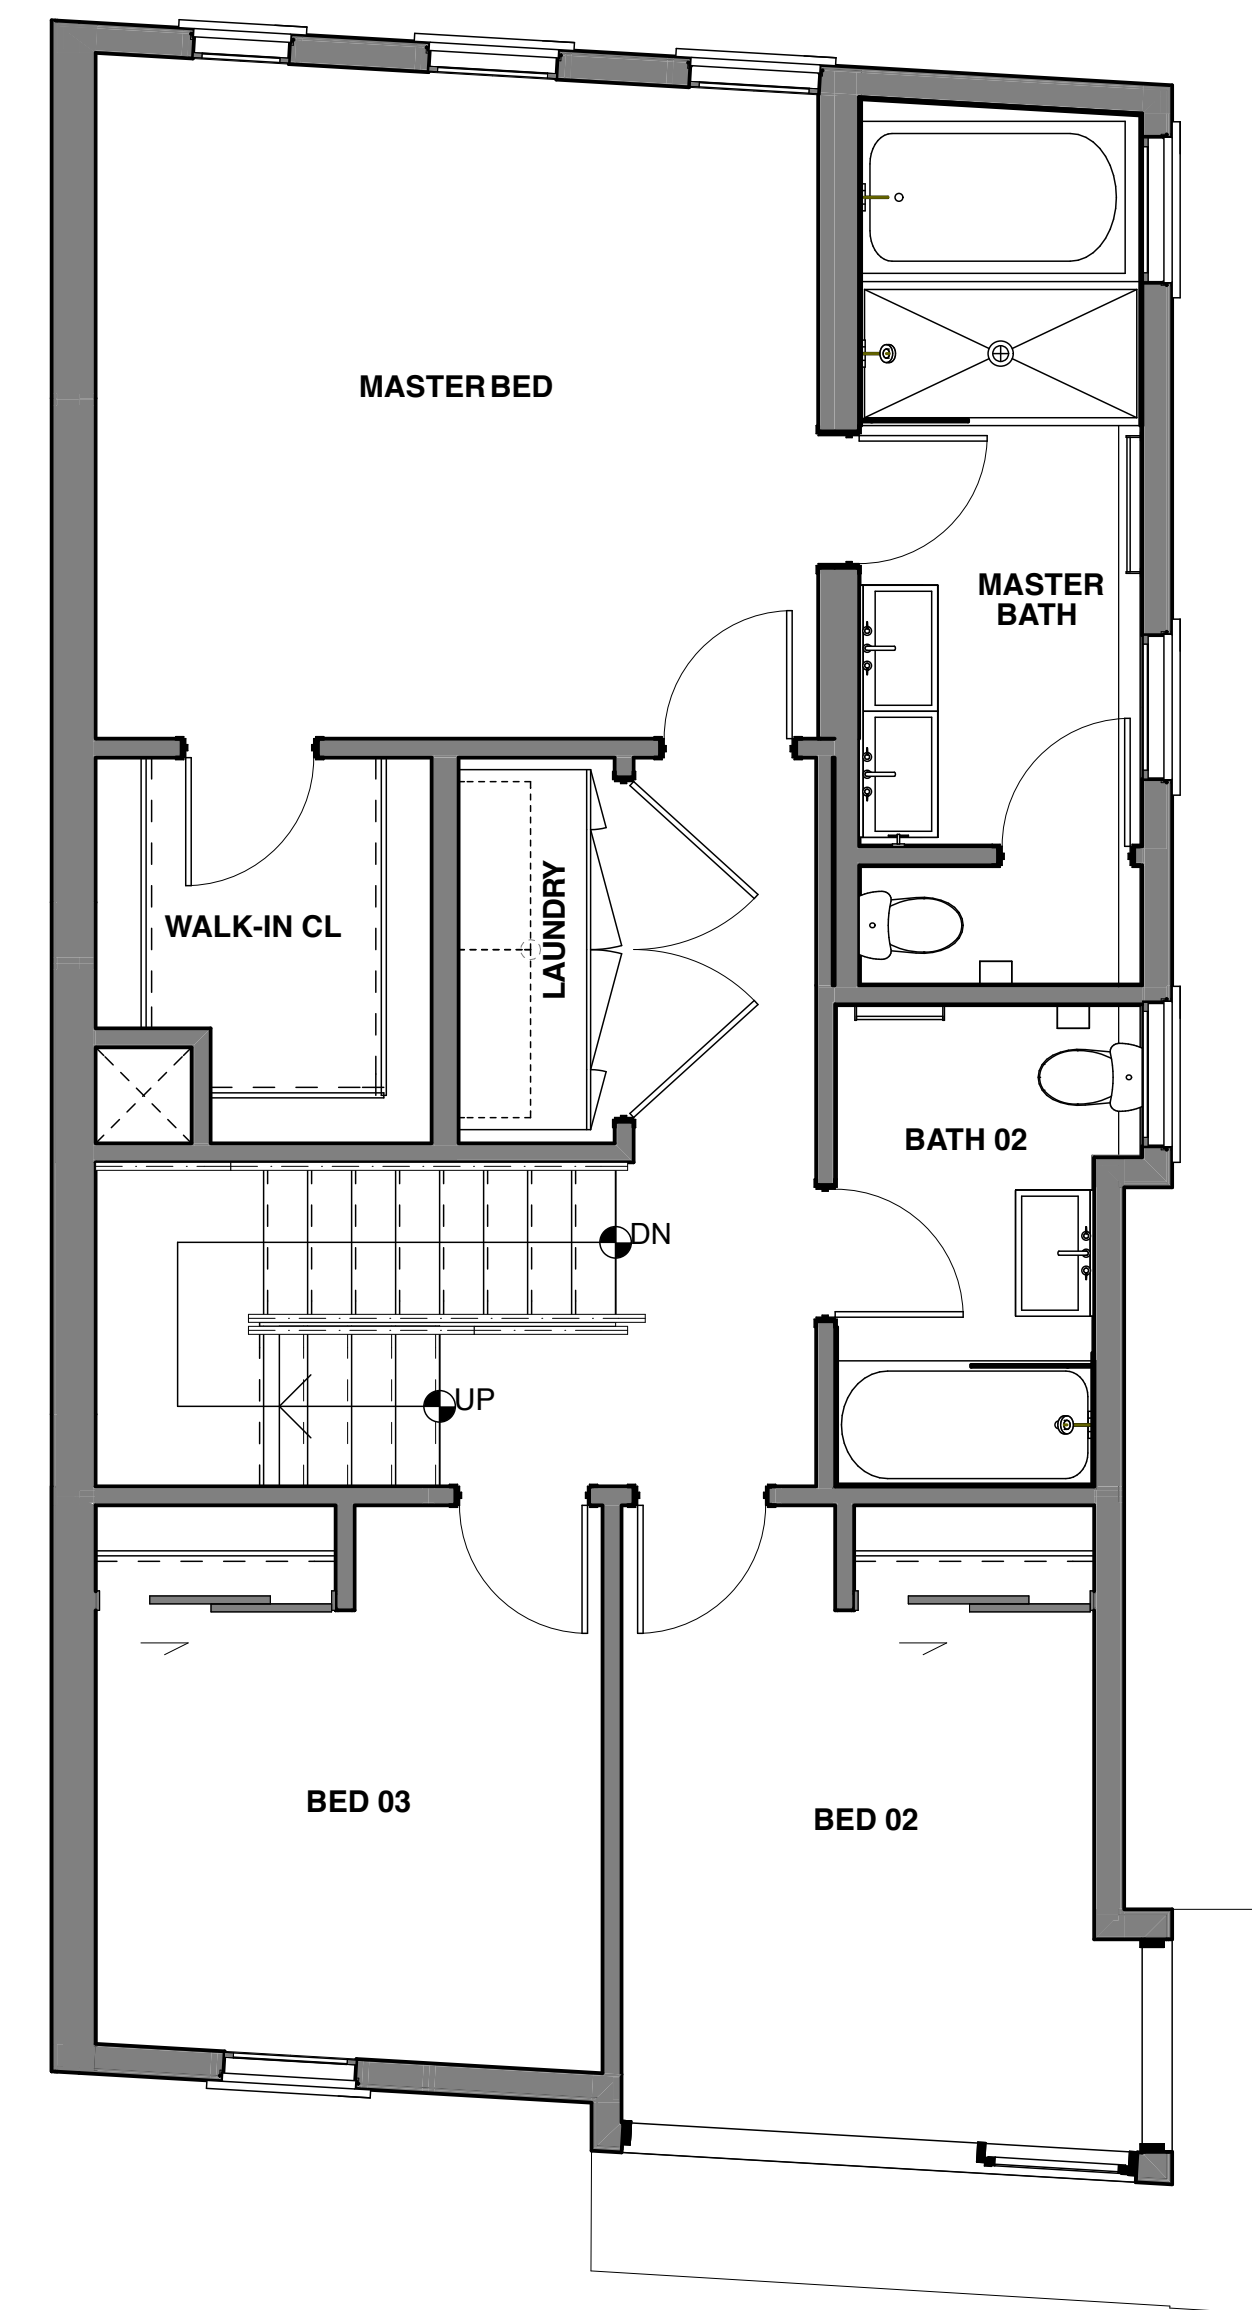 MASTER BED
MASTER
BATH
WALK-IN CL
LAUNDRY
BATH 02
DN
UP
BED 03
BED 02